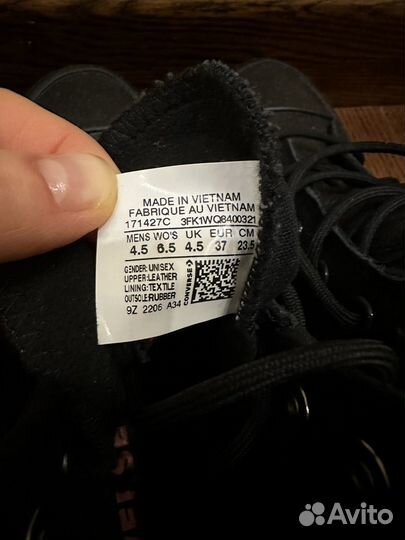 MADE IN VIETNAM
FABRIQUE AU VIETNAM
171427C 3FK1WQ8400321
MENS WO'S UK EUR CM
4.5 6.5 4.5 37 23.5
GENDER: UNISEX
UPPER: LEATHER
LINING: TEXTILE
OUTSOLE: RUBBER
9Z 2206 A34
CONVERSE
Avito